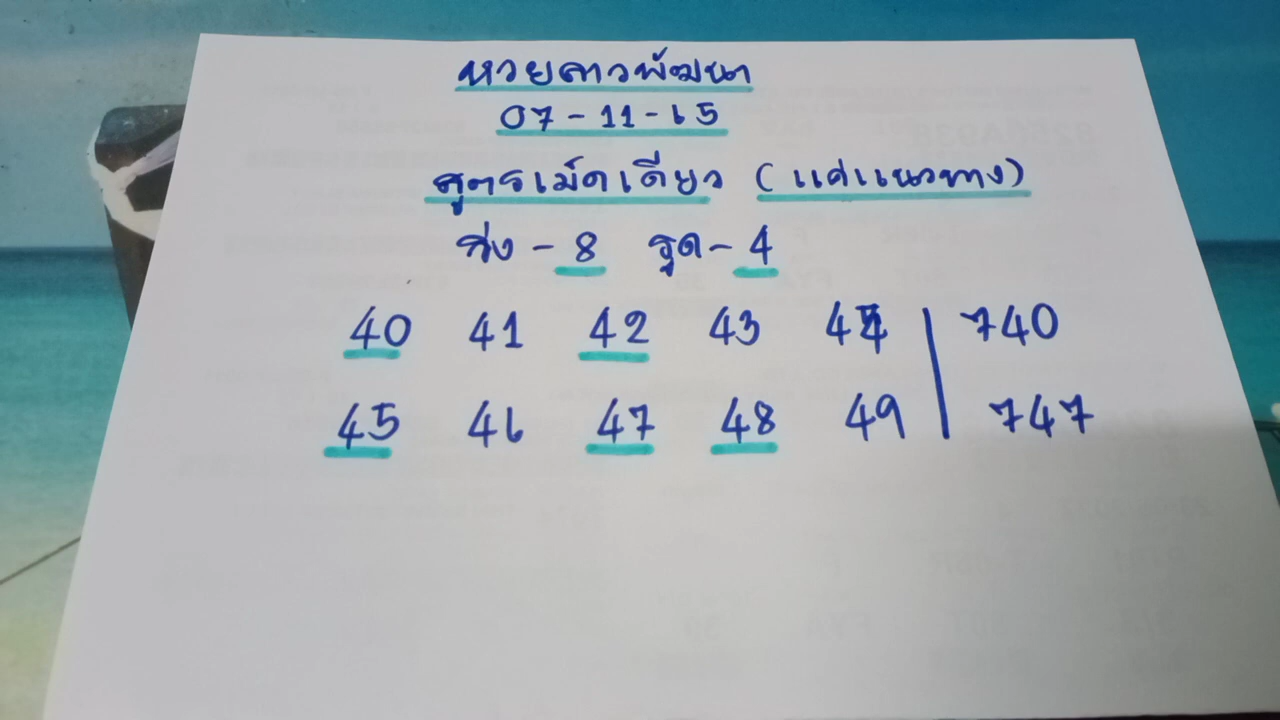 หวยลาวพัฒนา
07-11-65
สูตรเม็ดเดียว (แค่แนวทาง)
วิ่ง - 8 รูด - 4
40 41 42 43 44 740
45 46 47 48 49 747